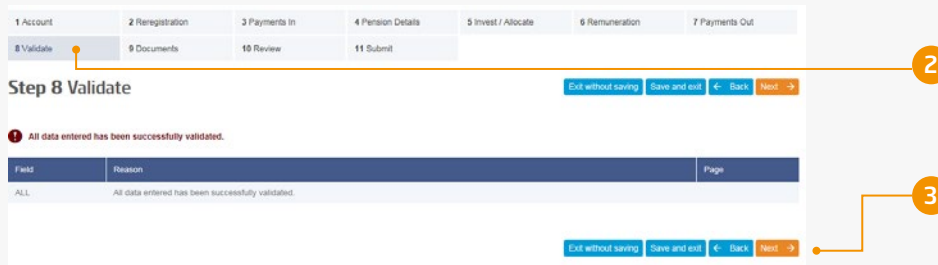 1 Account 2 Reregistration 3 Payments In 4 Pension Details 5 Invest / Allocate 6 Remuneration 7 Payments Out
8 Validate 9 Documents 10 Review 11 Submit
2
Step 8 Validate
Exit without saving Save and exit ← Back Next →
! All data entered has been successfully validated.
Field Reason Page
ALL All data entered has been successfully validated.
3
Exit without saving Save and exit ← Back Next →